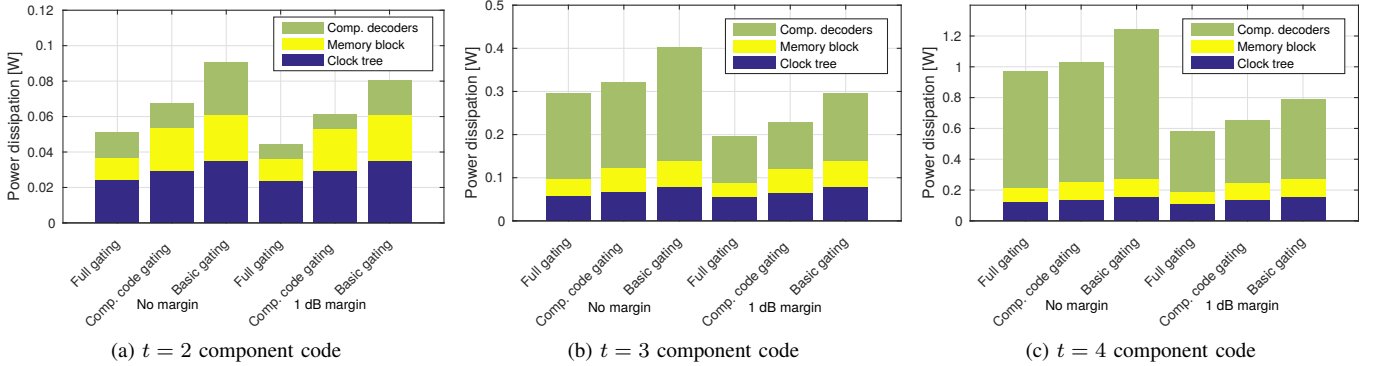 0.12
0.1
0.08
0.06
0.04
0.02
0
Power dissipation [W]
Comp. decoders
Memory block
Clock tree
Full gating
Comp. code gating
Basic gating
Full gating
Comp. code gating
Basic gating
No margin
1 dB margin
(a) t = 2 component code
0.5
0.4
0.3
0.2
0.1
0
Power dissipation [W]
Comp. decoders
Memory block
Clock tree
Full gating
Comp. code gating
Basic gating
Full gating
Comp. code gating
Basic gating
No margin
1 dB margin
(b) t = 3 component code
1.2
1
0.8
0.6
0.4
0.2
0
Power dissipation [W]
Comp. decoders
Memory block
Clock tree
Full gating
Comp. code gating
Basic gating
Full gating
Comp. code gating
Basic gating
No margin
1 dB margin
(c) t = 4 component code